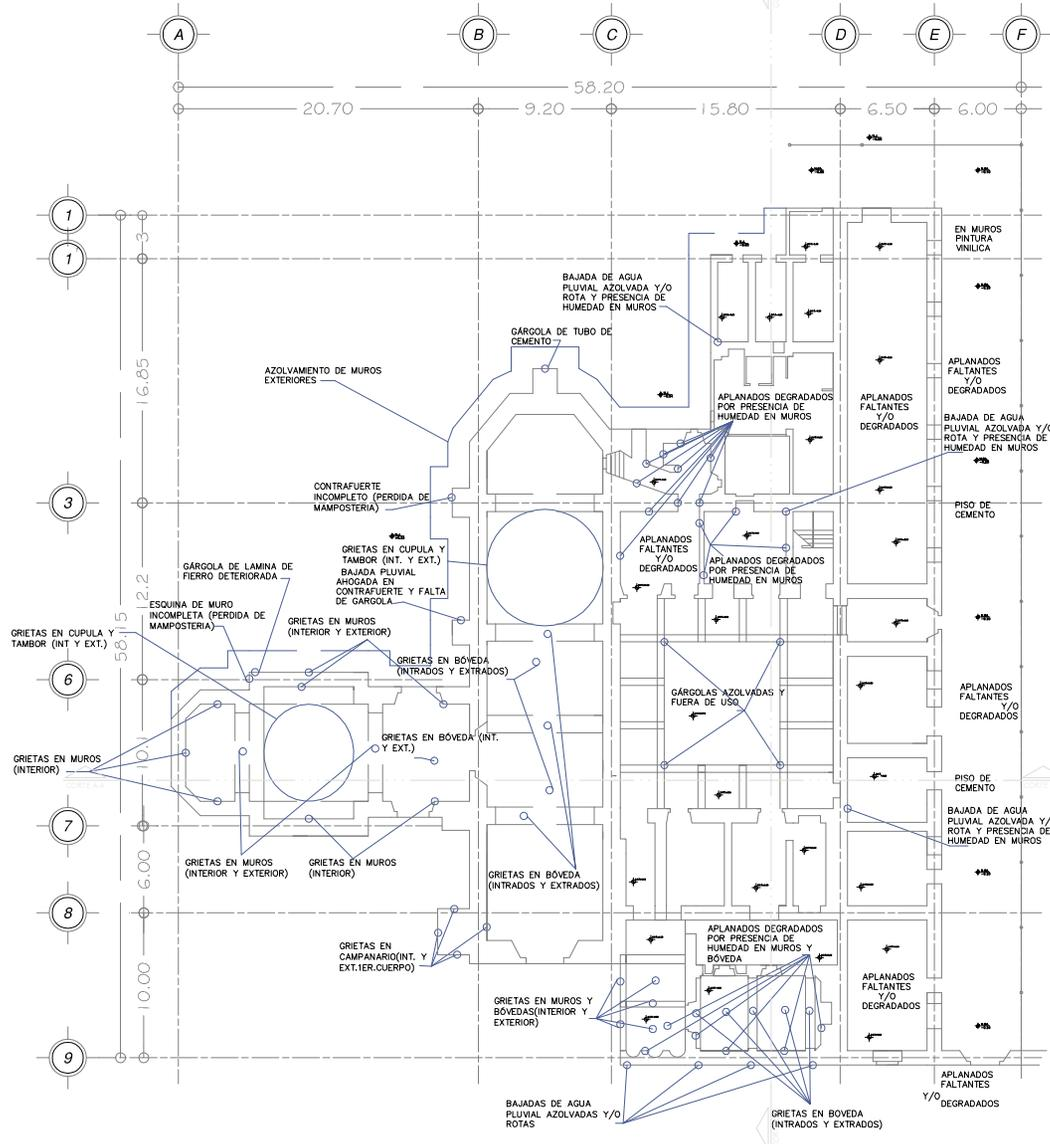 A
B
C
D
E
F
58.20
20.70
9.20
15.80
6.50
6.00
1
3
1
EN MUROS
PINTURA
VINILICA
BAJADA DE AGUA
PLUVIAL AZOLVADA Y/O
ROTA Y PRESENCIA DE
HUMEDAD EN MUROS
GÁRGOLA DE TUBO DE
CEMENTO
AZOLVAMIENTO DE MUROS
EXTERIORES
16.85
APLANADOS
FALTANTES
Y/O
DEGRADADOS
APLANADOS DEGRADADOS
POR PRESENCIA DE
HUMEDAD EN MUROS
APLANADOS
FALTANTES
Y/O
DEGRADADOS
BAJADA DE AGUA
PLUVIAL AZOLVADA Y/O
ROTA Y PRESENCIA DE
HUMEDAD EN MUROS
CONTRAFUERTE
INCOMPLETO (PERDIDA DE
MAMPOSTERIA)
3
PISO DE
CEMENTO
GRIETAS EN CUPULA Y
TAMBOR (INT. Y EXT.)
BAJADA PLUVIAL
AHOGADA EN
CONTRAFUERTE Y FALTA
DE GARGOLA
APLANADOS
FALTANTES
Y/O
DEGRADADOS
APLANADOS DEGRADADOS
POR PRESENCIA DE
HUMEDAD EN MUROS
GÁRGOLA DE LAMINA DE
FIERRO DETERIORADA
12.2
58.15
ESQUINA DE MURO
INCOMPLETA (PERDIDA DE
MAMPOSTERIA)
GRIETAS EN MUROS
(INTERIOR Y EXTERIOR)
GRIETAS EN CUPULA Y
TAMBOR (INT Y EXT.)
GRIETAS EN BÓVEDA
(INTRADOS Y EXTRADOS)
6
GÁRGOLAS AZOLVADAS Y
FUERA DE USO
APLANADOS
FALTANTES
Y/O
DEGRADADOS
10.1
GRIETAS EN BÓVEDA (INT.
Y EXT.)
GRIETAS EN MUROS
(INTERIOR)
PISO DE
CEMENTO
BAJADA DE AGUA
PLUVIAL AZOLVADA Y/
ROTA Y PRESENCIA DE
HUMEDAD EN MUROS
7
6.00
GRIETAS EN MUROS
(INTERIOR Y EXTERIOR)
GRIETAS EN MUROS
(INTERIOR)
GRIETAS EN BÓVEDA
(INTRADOS Y EXTRADOS)
8
GRIETAS EN
CAMPANARIO(INT. Y
EXT.1ER.CUERPO)
APLANADOS DEGRADADOS
POR PRESENCIA DE
HUMEDAD EN MUROS Y
BÓVEDA
10.00
GRIETAS EN MUROS Y
BÓVEDAS(INTERIOR Y
EXTERIOR)
APLANADOS
FALTANTES
Y/O
DEGRADADOS
9
APLANADOS
FALTANTES
Y/O
DEGRADADOS
BAJADAS DE AGUA
PLUVIAL AZOLVADAS Y/O
ROTAS
GRIETAS EN BOVEDA
(INTRADOS Y EXTRADOS)